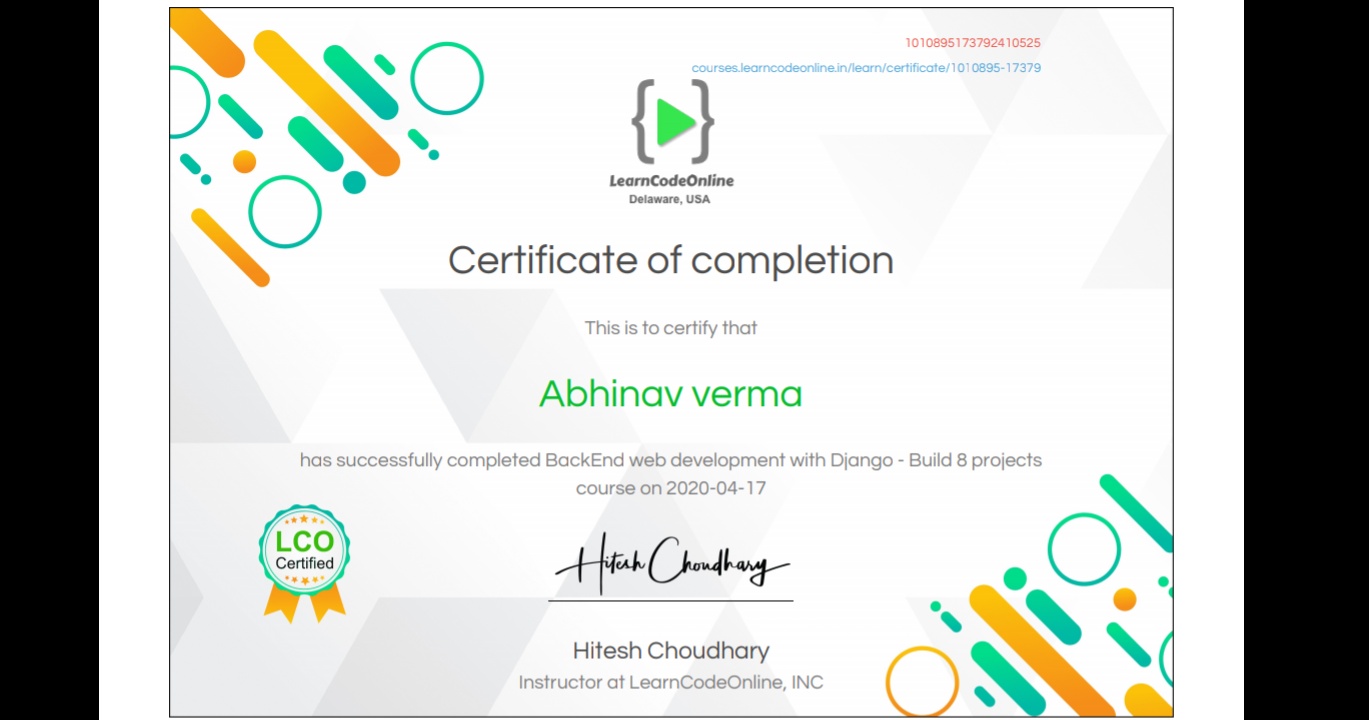 1010895173792410525
courses.learncodeonline.in/learn/certificate/1010895-17379
LearnCodeOnline
Delaware, USA
Certificate of completion
This is to certify that
Abhinav verma
has successfully completed BackEnd web development with Django - Build 8 projects
course on 2020-04-17
LCO
Certified
Hitesh Choudhary
Hitesh Choudhary
Instructor at LearnCodeOnline, INC